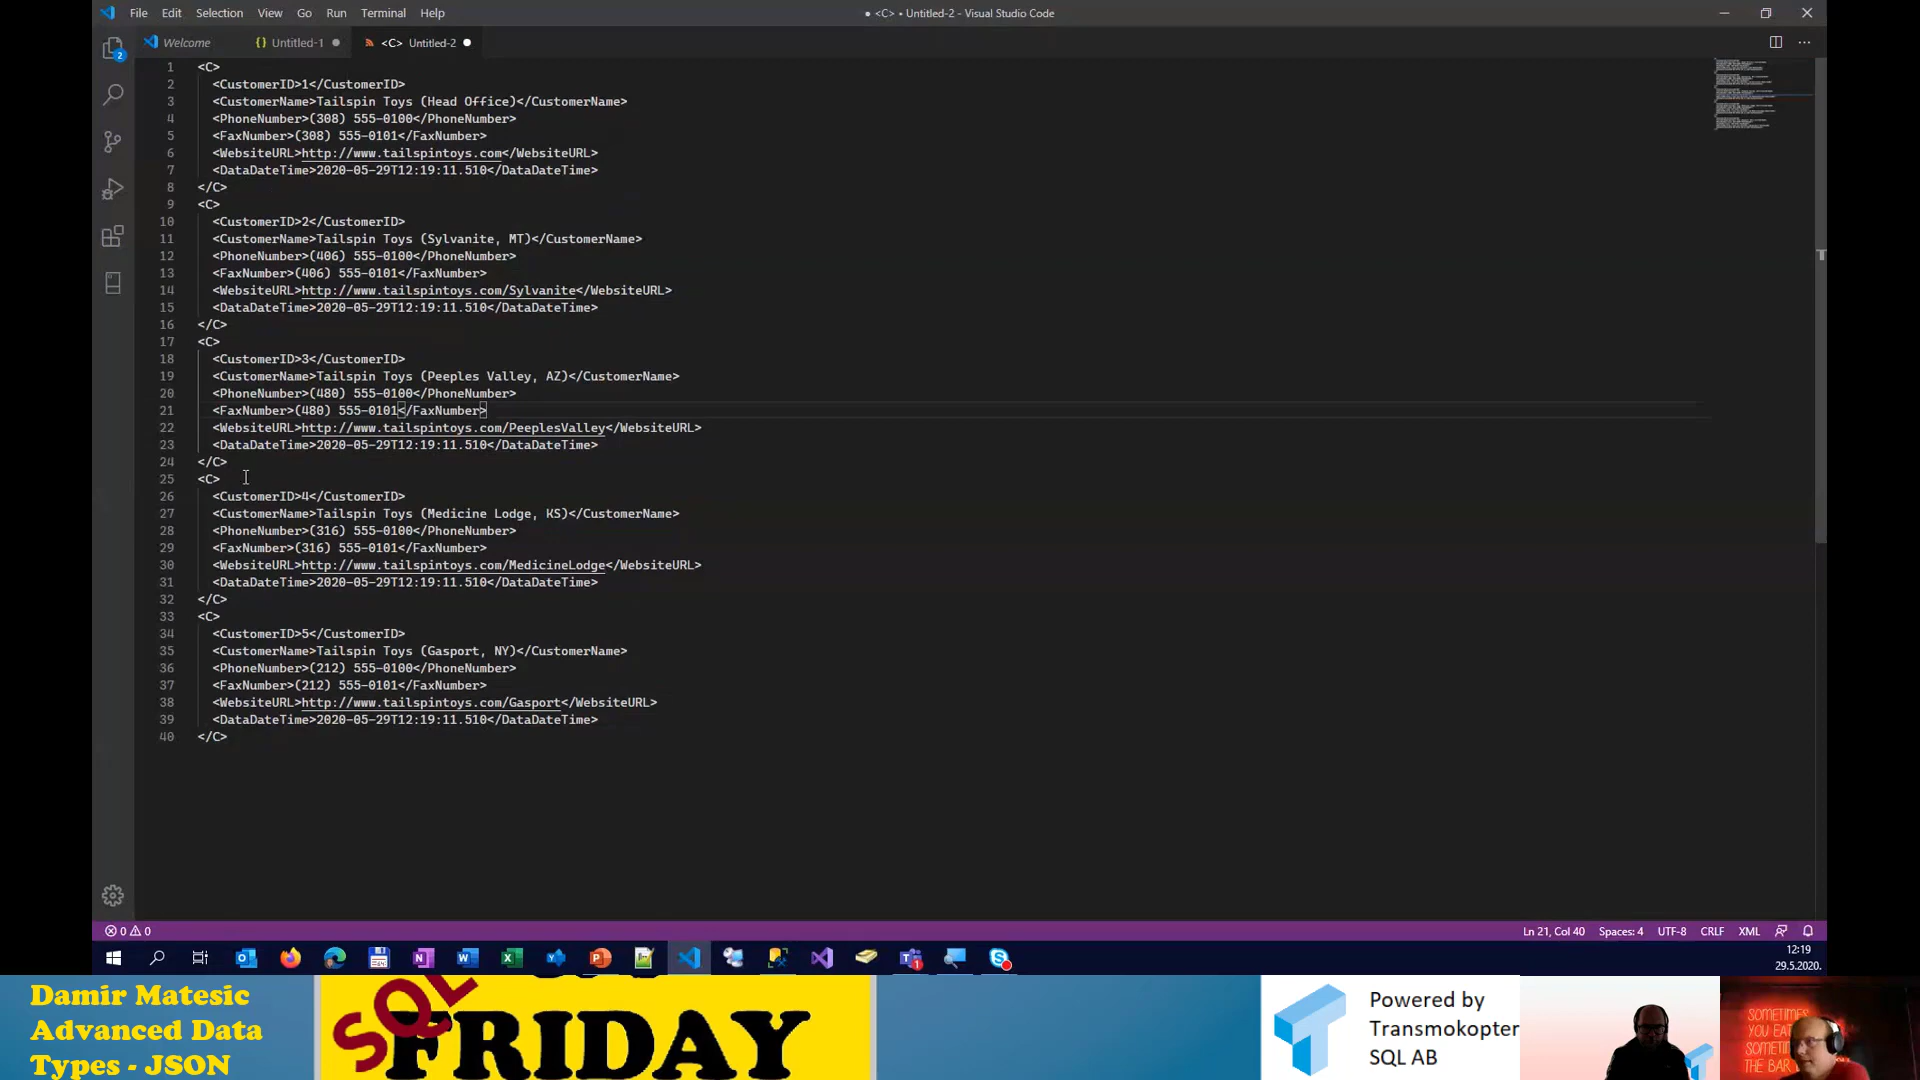 File Edit Selection View Go Run Terminal Help
● <C> • Untitled-2 - Visual Studio Code
Welcome {} Untitled-1 ● <C> Untitled-2 ●
2
1 <C>
2 <CustomerID>1</CustomerID>
3 <CustomerName>Tailspin Toys (Head Office)</CustomerName>
4 <PhoneNumber>(308) 555-0100</PhoneNumber>
5 <FaxNumber>(308) 555-0101</FaxNumber>
6 <WebsiteURL>http://www.tailspintoys.com</WebsiteURL>
7 <DataDateTime>2020-05-29T12:19:11.510</DataDateTime>
8 </C>
9 <C>
10 <CustomerID>2</CustomerID>
11 <CustomerName>Tailspin Toys (Sylvanite, MT)</CustomerName>
12 <PhoneNumber>(406) 555-0100</PhoneNumber>
13 <FaxNumber>(406) 555-0101</FaxNumber>
14 <WebsiteURL>http://www.tailspintoys.com/Sylvanite</WebsiteURL>
15 <DataDateTime>2020-05-29T12:19:11.510</DataDateTime>
16 </C>
17 <C>
18 <CustomerID>3</CustomerID>
19 <CustomerName>Tailspin Toys (Peeples Valley, AZ)</CustomerName>
20 <PhoneNumber>(480) 555-0100</PhoneNumber>
21 <FaxNumber>(480) 555-0101</FaxNumber>
22 <WebsiteURL>http://www.tailspintoys.com/PeeplesValley</WebsiteURL>
23 <DataDateTime>2020-05-29T12:19:11.510</DataDateTime>
24 </C>
25 <C>
26 <CustomerID>4</CustomerID>
27 <CustomerName>Tailspin Toys (Medicine Lodge, KS)</CustomerName>
28 <PhoneNumber>(316) 555-0100</PhoneNumber>
29 <FaxNumber>(316) 555-0101</FaxNumber>
30 <WebsiteURL>http://www.tailspintoys.com/MedicineLodge</WebsiteURL>
31 <DataDateTime>2020-05-29T12:19:11.510</DataDateTime>
32 </C>
33 <C>
34 <CustomerID>5</CustomerID>
35 <CustomerName>Tailspin Toys (Gasport, NY)</CustomerName>
36 <PhoneNumber>(212) 555-0100</PhoneNumber>
37 <FaxNumber>(212) 555-0101</FaxNumber>
38 <WebsiteURL>http://www.tailspintoys.com/Gasport</WebsiteURL>
39 <DataDateTime>2020-05-29T12:19:11.510</DataDateTime>
40 </C>
0 0
Ln 21, Col 40 Spaces: 4 UTF-8 CRLF XML
12:19
29.5.2020.
Damir Matesic
Advanced Data
Types - JSON
SQL
FRIDAY
Powered by
Transmokopter
SQL AB
SOMETIMES
YOU EAT
SOMETI
THE BAR